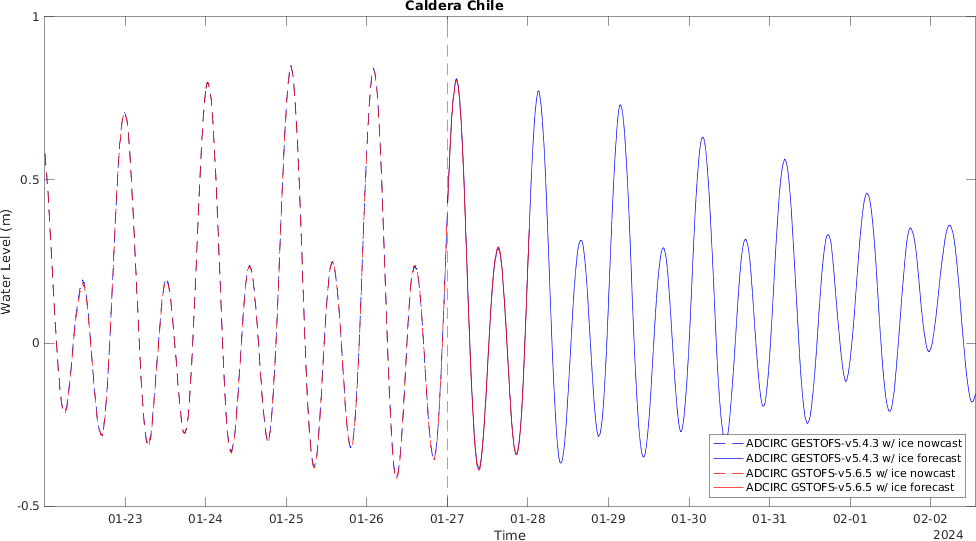 Caldera Chile
1
0.5
0
-0.5
Water Level (m)
ADCIRC GESTOFS-v5.4.3 w/ ice nowcast
ADCIRC GESTOFS-v5.4.3 w/ ice forecast
ADCIRC GSTOFS-v5.6.5 w/ ice nowcast
ADCIRC GSTOFS-v5.6.5 w/ ice forecast
01-23 01-24 01-25 01-26 01-27 01-28 01-29 01-30 01-31 02-01 02-02
Time
2024